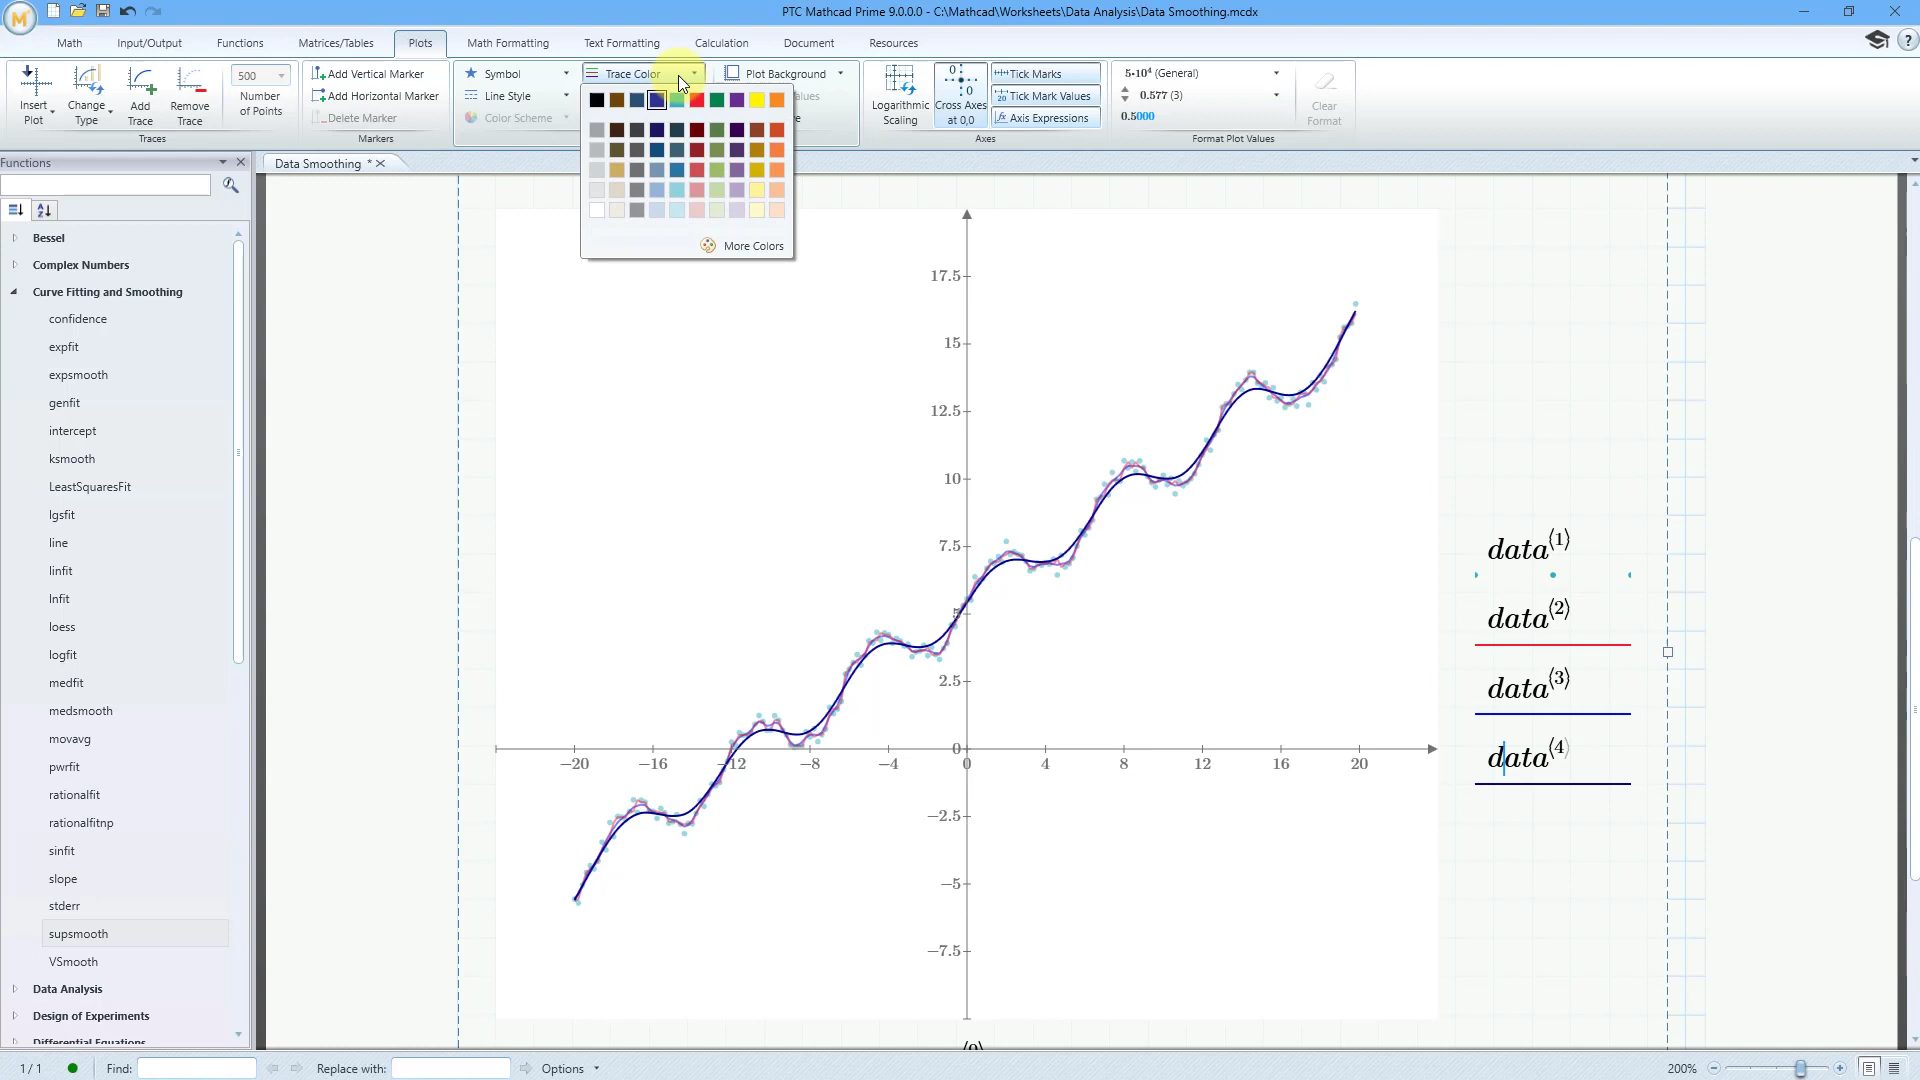 PTC Mathcad Prime 9.0.0.0 - C:\Mathcad\Worksheets\Data Analysis\Data Smoothing.mcdx
Math
Input/Output
Functions
Matrices/Tables
Plots
Math Formatting
Text Formatting
Calculation
Document
Resources
Insert Plot
Change Type
Add Trace
Remove Trace
500
Number of Points
Traces
Add Vertical Marker
Add Horizontal Marker
Delete Marker
Markers
Symbol
Line Style
Color Scheme
Trace Color
Plot Background
More Colors
Logarithmic Scaling
Cross Axes at 0,0
Tick Marks
Tick Mark Values
Axis Expressions
Axes
5•10⁴ (General)
0.577 (3)
0.5000
Clear Format
Format Plot Values
Functions
Data Smoothing *
Bessel
Complex Numbers
Curve Fitting and Smoothing
confidence
expfit
expsmooth
genfit
intercept
ksmooth
LeastSquaresFit
lgsfit
line
linfit
lnfit
loess
logfit
medfit
medsmooth
movavg
pwrfit
rationalfit
rationalfitnp
sinfit
slope
stderr
supsmooth
VSmooth
Data Analysis
Design of Experiments
Differential Equations
17.5
15
12.5
10
7.5
2.5
0
−2.5
−5
−7.5
−20 −16 −12 −8 −4 0 4 8 12 16 20
data⟨1⟩
data⟨2⟩
data⟨3⟩
data⟨4⟩
1 / 1
Find:
Replace with:
Options
200%